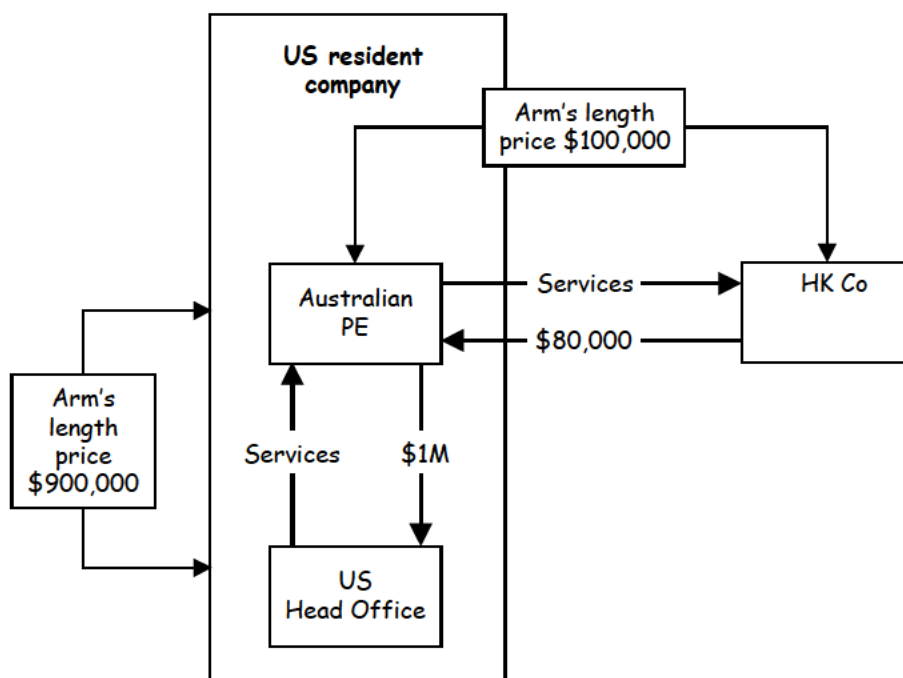 US resident
company
Arm's length
price $100,000
Australian
PE
Services
HK Co
$80,000
Arm's
length
price
$900,000
Services
$1M
US
Head Office